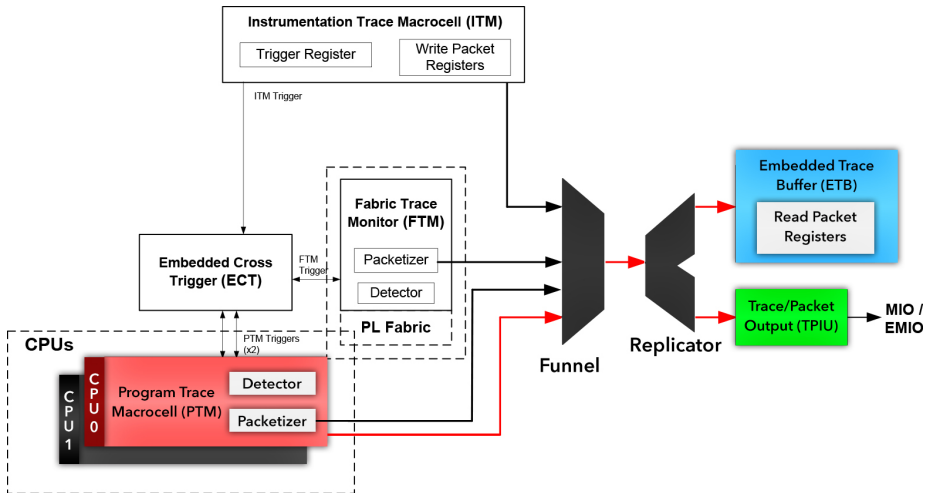 Instrumentation Trace Macrocell (ITM)
Trigger Register
Write Packet
Registers
ITM Trigger
Fabric Trace
Monitor (FTM)
Packetizer
Detector
PL Fabric
Embedded Cross
Trigger (ECT)
FTM
Trigger
PTM Triggers
(x2)
CPUs
CPU1
CPU0
Program Trace
Macrocell (PTM)
Detector
Packetizer
Funnel
Replicator
Embedded Trace
Buffer (ETB)
Read Packet
Registers
Trace/Packet
Output (TPIU)
MIO /
EMIO